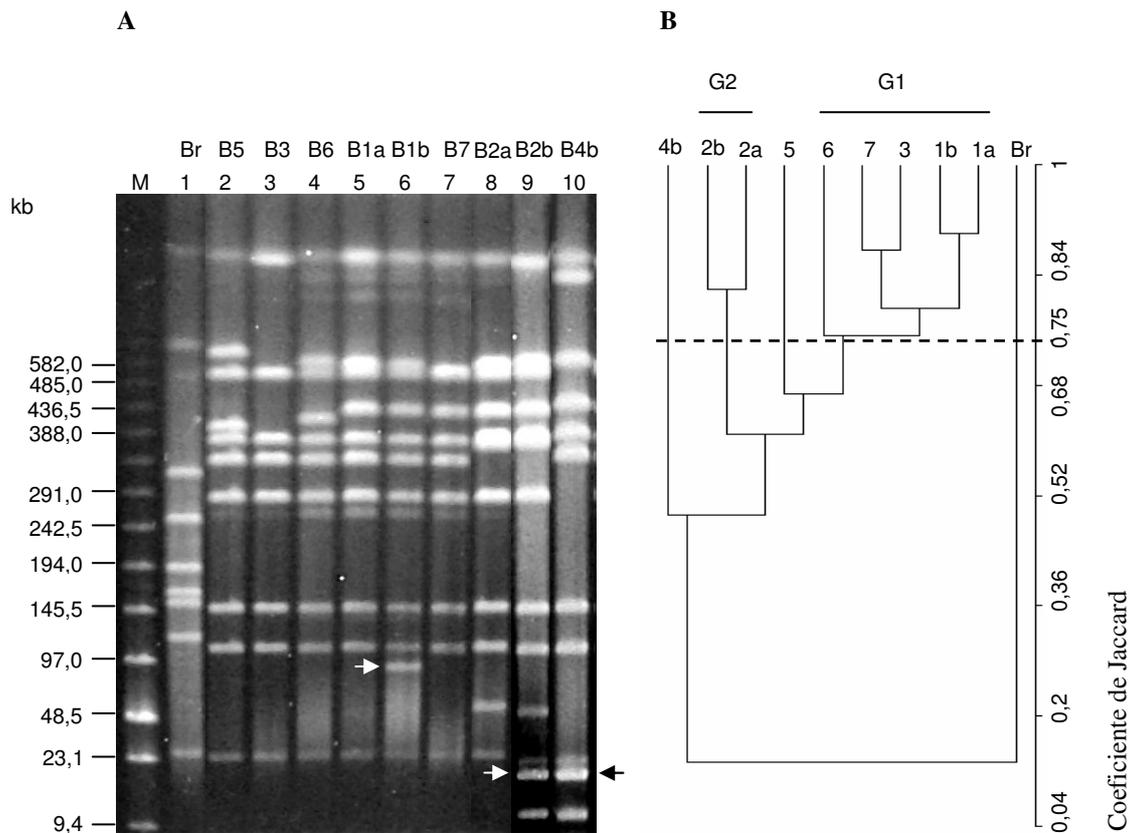 A
B
G2
G1
Br B5 B3 B6 B1a B1b B7 B2a B2b B4b
M 1 2 3 4 5 6 7 8 9 10
kb
582,0
485,0
436,5
388,0
291,0
242,5
194,0
145,5
97,0
48,5
23,1
9,4
4b 2b 2a 5 6 7 3 1b 1a Br
1
0,84
0,75
0,68
0,52
0,36
0,2
0,04
Coeficiente de Jaccard